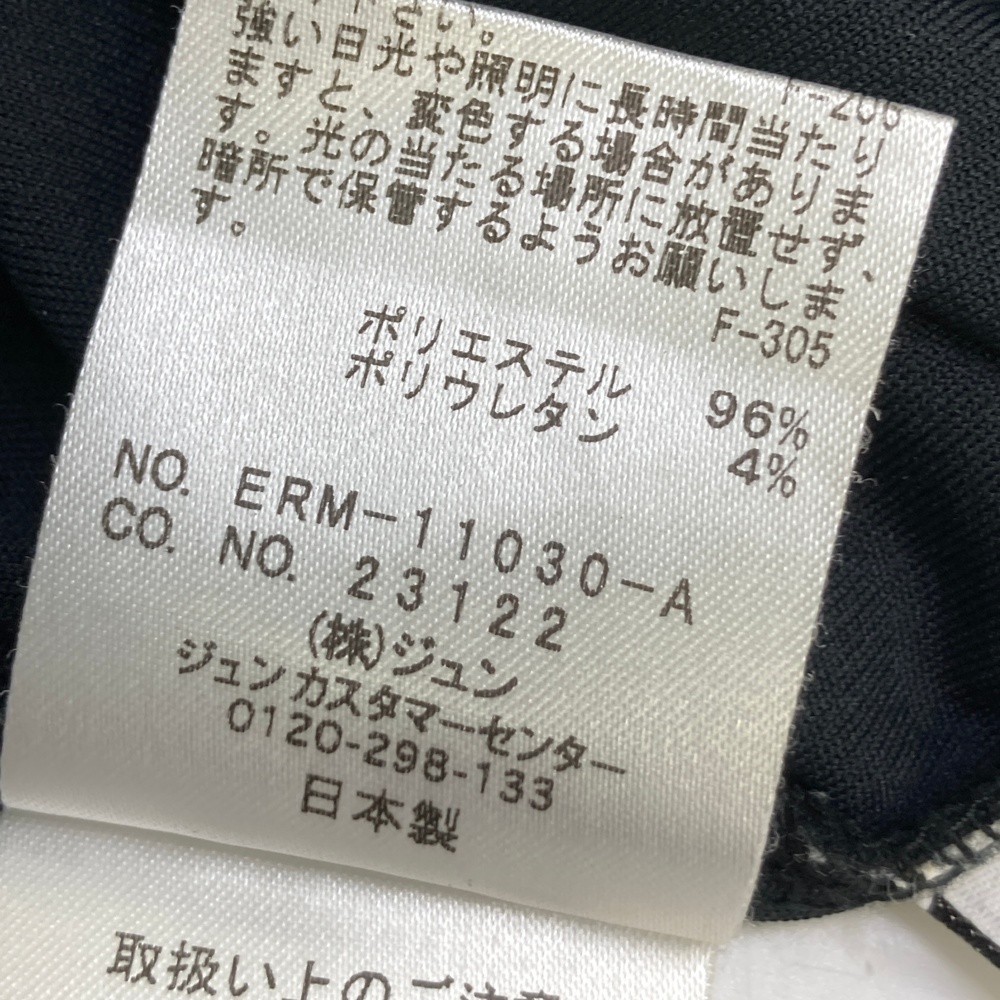 下さい。
F-206
強い日光や照明に長時間当たりま
すと、変色する場合がありま
す。光の当たる場所に放置せず、
暗所で保管するようお願いしま
す。
F-305
ポリエステル 96%
ポリウレタン 4%
NO. ERM-11030-A
CO. NO. 23122
(株)ジュン
ジュンカスタマーセンター
0120-298-133
日本製
取扱い上のご注意